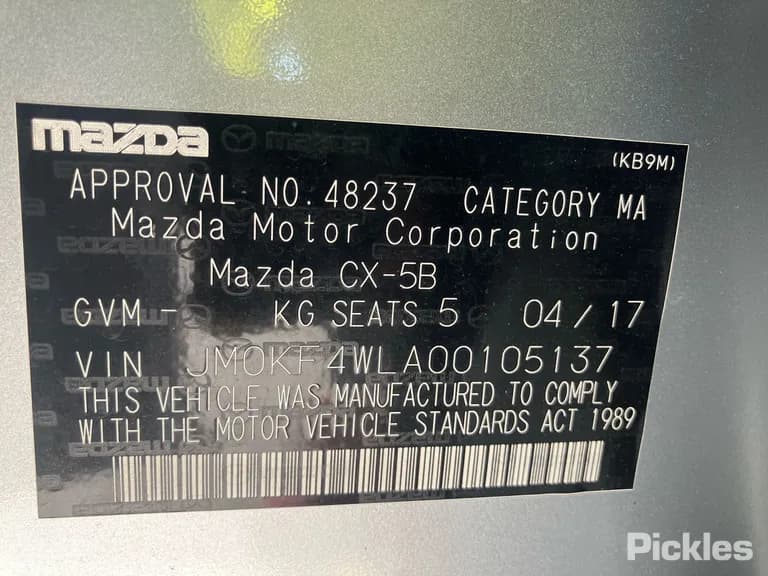 mazda
(KB9M)
APPROVAL NO. 48237 CATEGORY MA
Mazda Motor Corporation
Mazda CX-5B
GVM - KG SEATS 5 04 / 17
VIN JM0KF4WLA00105137
THIS VEHICLE WAS MANUFACTURED TO COMPLY
WITH THE MOTOR VEHICLE STANDARDS ACT 1989
Pickles